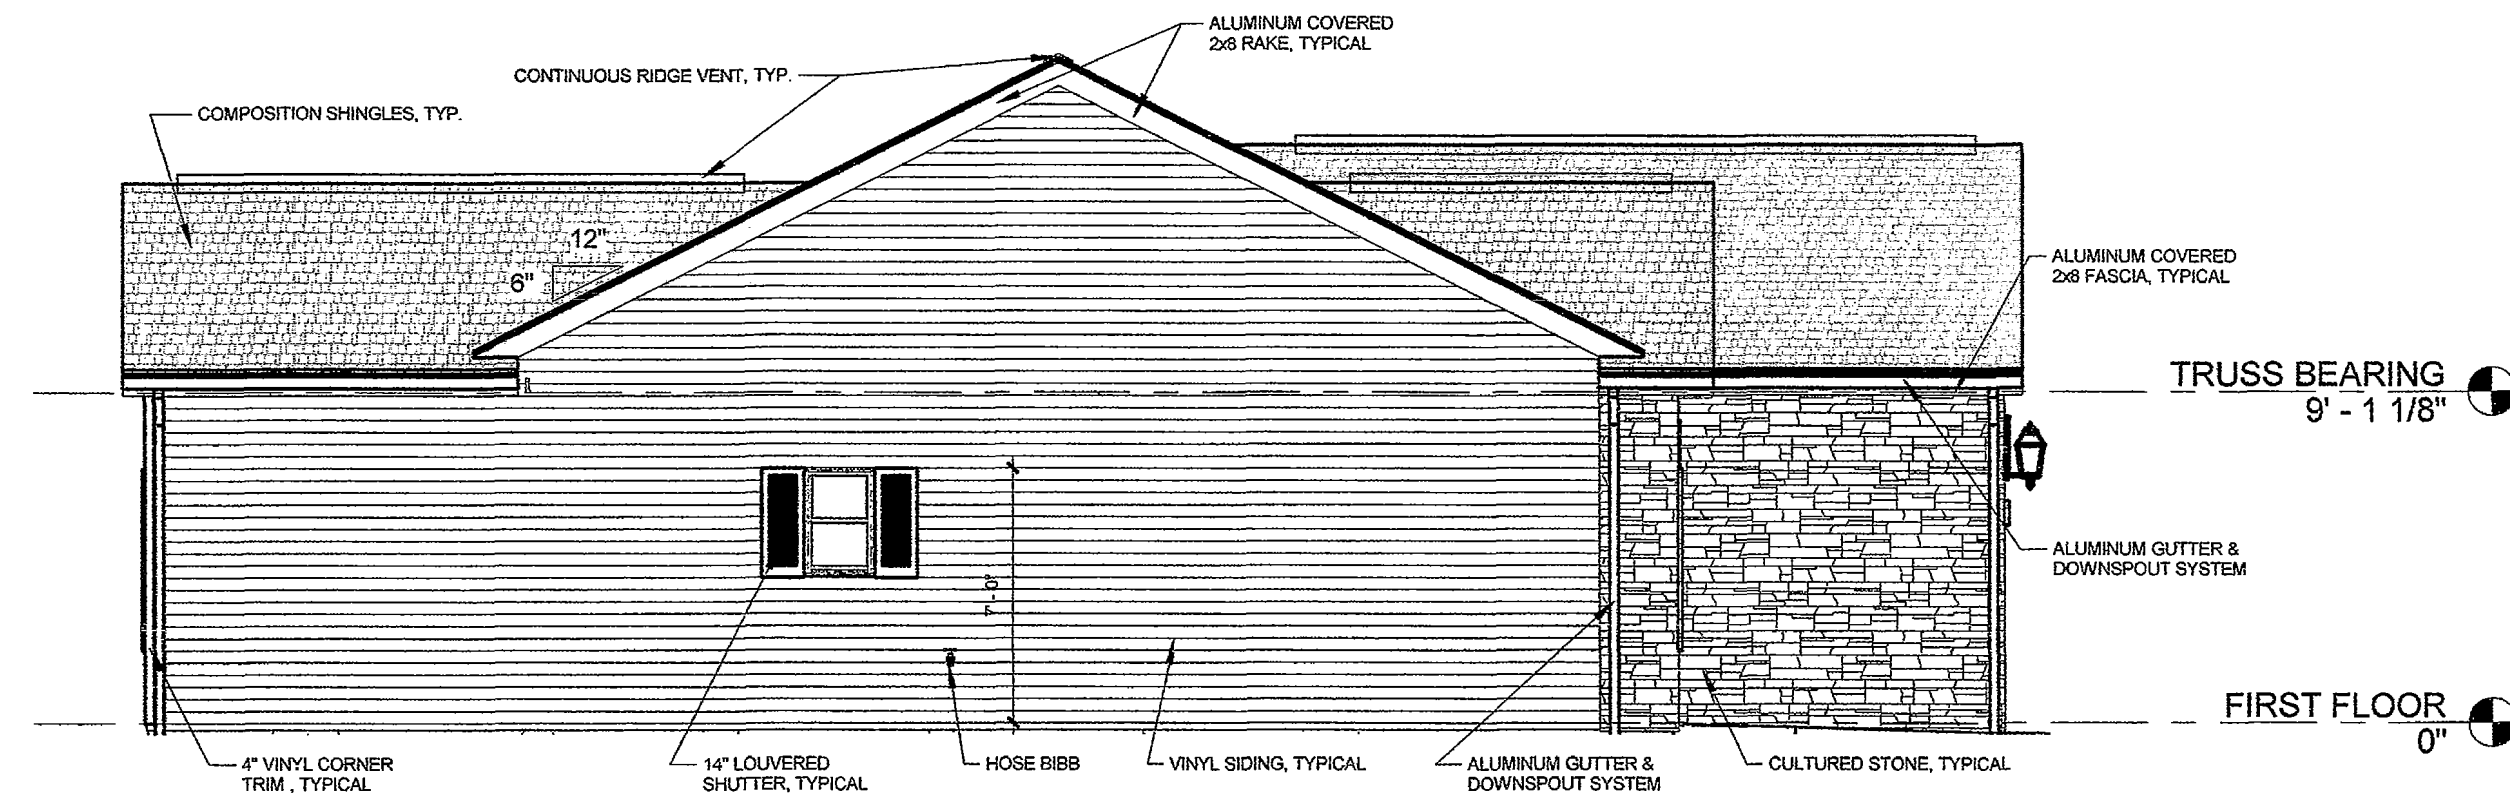 ALUMINUM COVERED
2x8 RAKE, TYPICAL
CONTINUOUS RIDGE VENT, TYP.
COMPOSITION SHINGLES, TYP.
12"
6"
ALUMINUM COVERED
2x8 FASCIA, TYPICAL
TRUSS BEARING
9' - 1 1/8"
ALUMINUM GUTTER &
DOWNSPOUT SYSTEM
7' - 0"
FIRST FLOOR
0"
4" VINYL CORNER
TRIM , TYPICAL
14" LOUVERED
SHUTTER, TYPICAL
HOSE BIBB
VINYL SIDING, TYPICAL
ALUMINUM GUTTER &
DOWNSPOUT SYSTEM
CULTURED STONE, TYPICAL